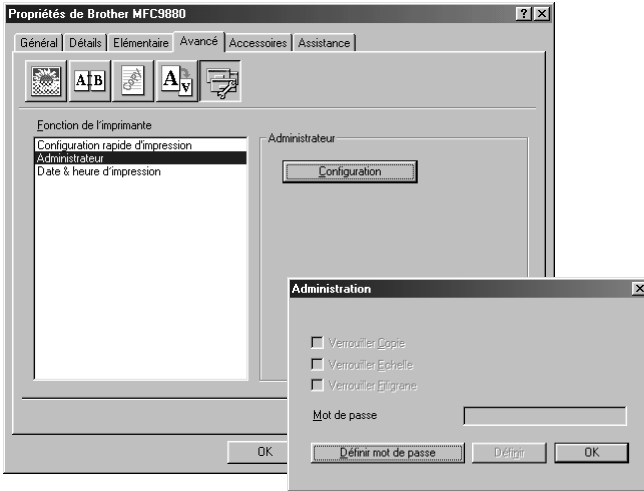 Propriétés de Brother MFC9880
Général Détails Elémentaire Avancé Accessoires Assistance
A B A
Fonction de l'imprimante
Configuration rapide d'impression
Administrateur
Date & heure d'impression
Administrateur
Configuration
OK
Administration
Verrouiller Copie
Verrouiller Echelle
Verrouiller Filigrane
Mot de passe
Définir mot de passe Définir OK